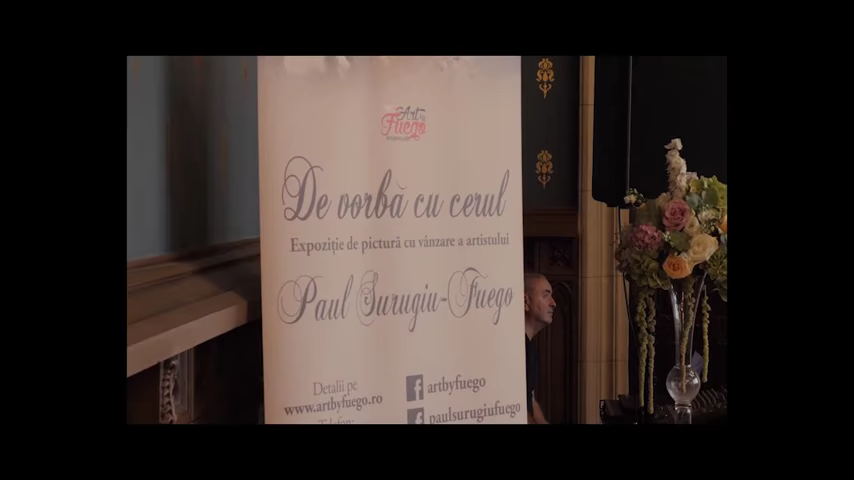 Art by
Fuego
De vorbă cu cerul
Expoziție de pictură cu vânzare a artistului
Paul Surugiu-Fuego
Detalii pe
www.artbyfuego.ro
artbyfuego
paulsurugiufuego